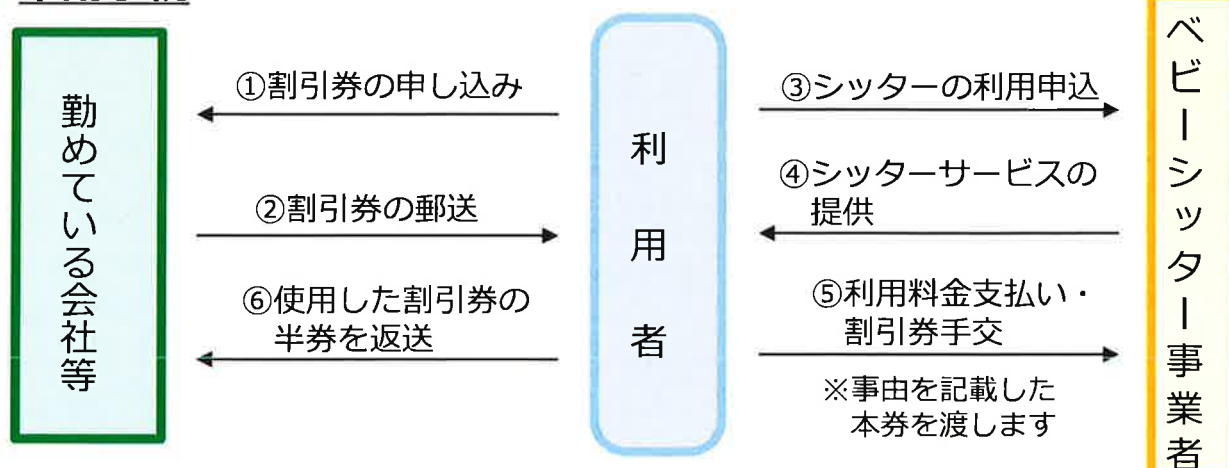 勤めている会社等
①割引券の申し込み
②割引券の郵送
⑥使用した割引券の
半券を返送
利用者
③シッターの利用申込
④シッターサービスの
提供
⑤利用料金支払い・
割引券手交
※事由を記載した
本券を渡します
ベビーシッター事業者